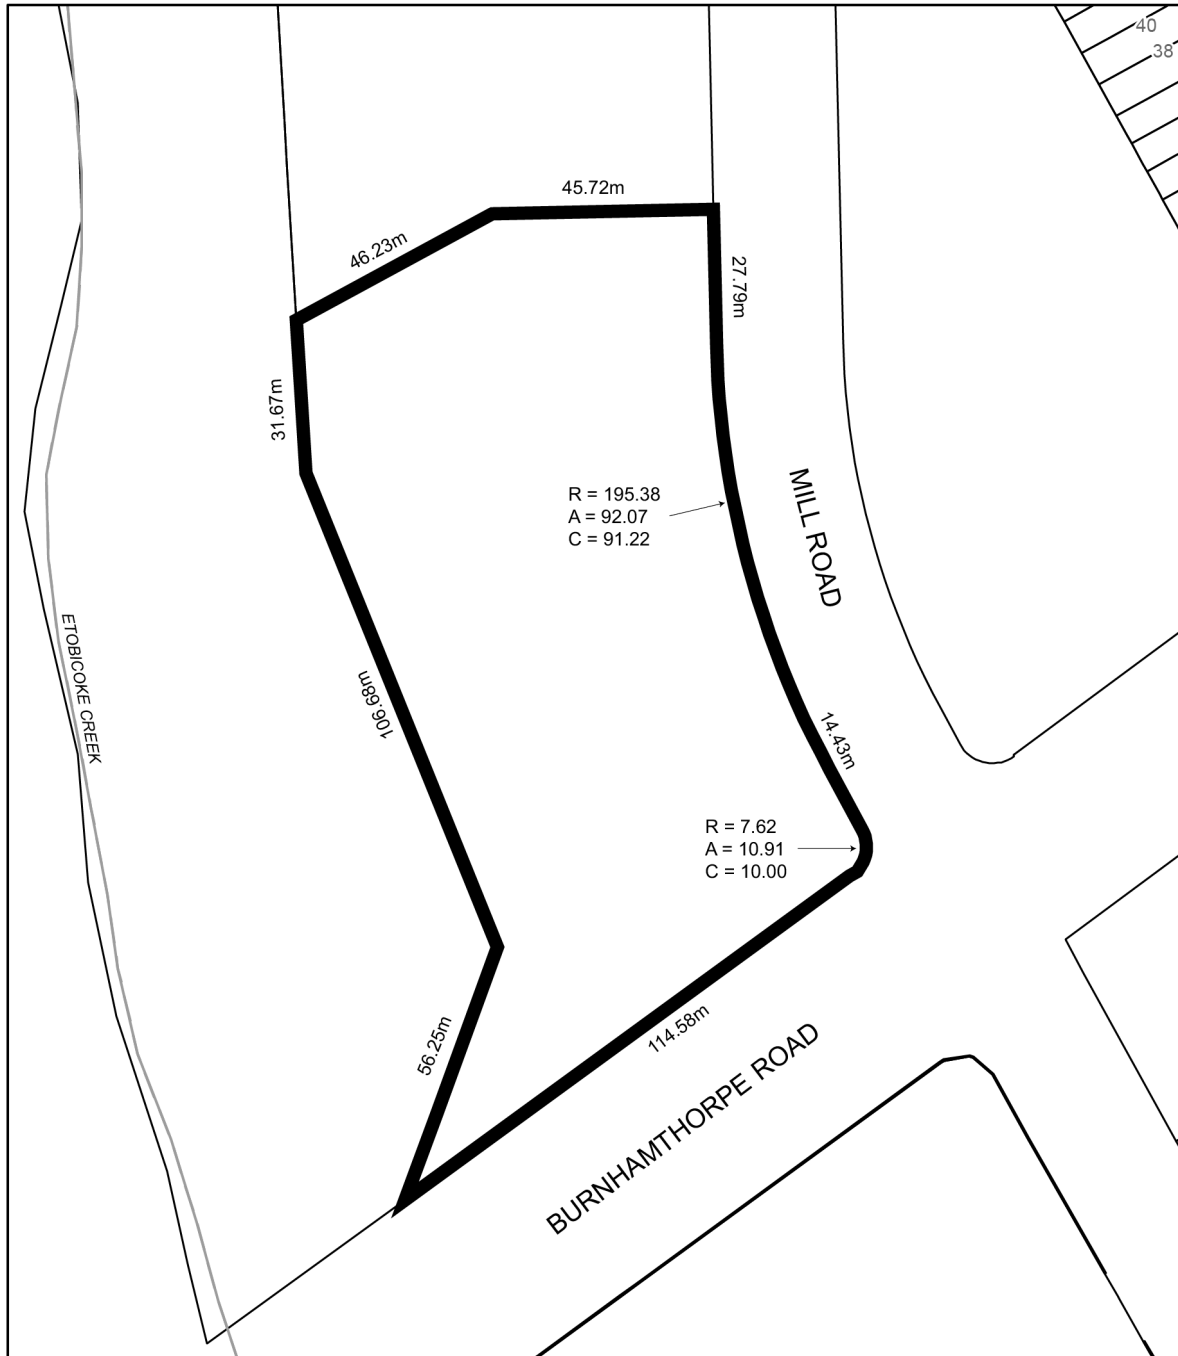 40
38
45.72m
46.23m
27.79m
31.67m
R = 195.38
A = 92.07
C = 91.22
MILL ROAD
ETOBICOKE CREEK
106.68m
14.43m
R = 7.62
A = 10.91
C = 10.00
56.25m
114.58m
BURNHAMTHORPE ROAD